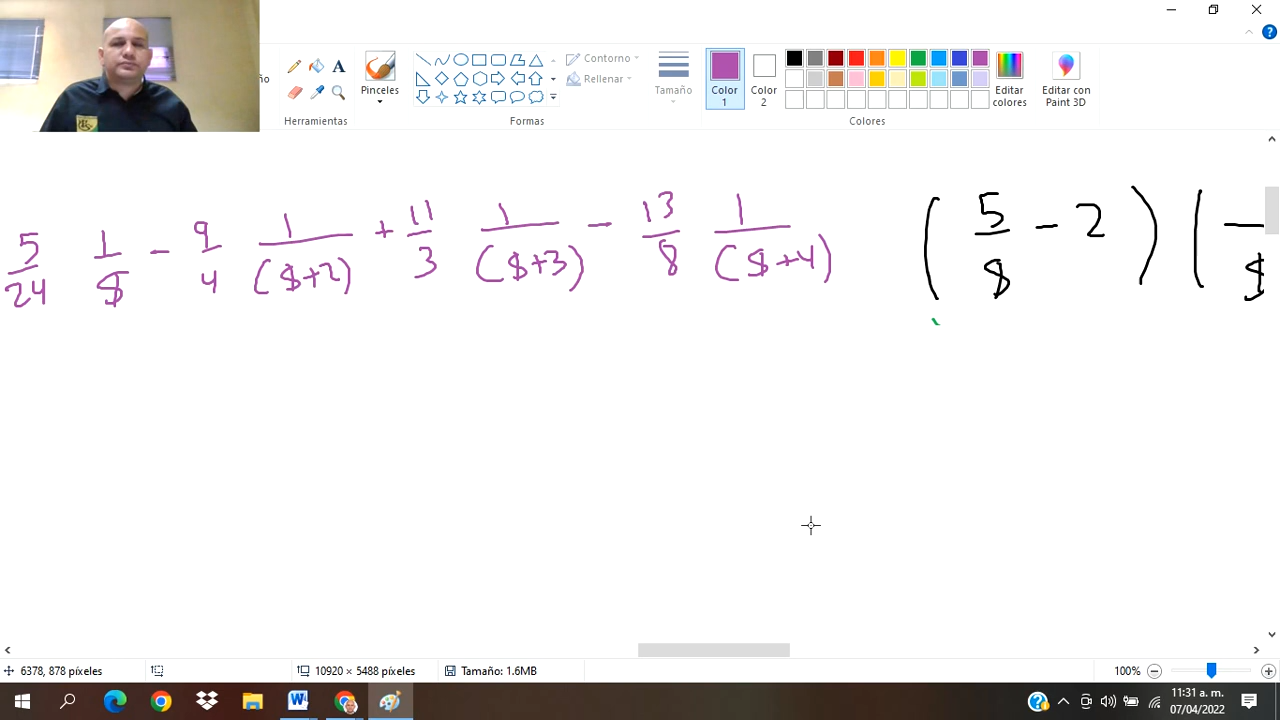 Contorno
Rellenar
Pinceles
Tamaño
Color 1
Color 2
Editar colores
Editar con Paint 3D
Herramientas
Formas
Colores
5/24 1/$ - 9/4 1/($+2) + 11/3 1/($+3) - 13/8 1/($+4)
(5/$ - 2)(
6378, 878 píxeles
10920 × 5488 píxeles
Tamaño: 1.6MB
100%
11:31 a. m.
07/04/2022